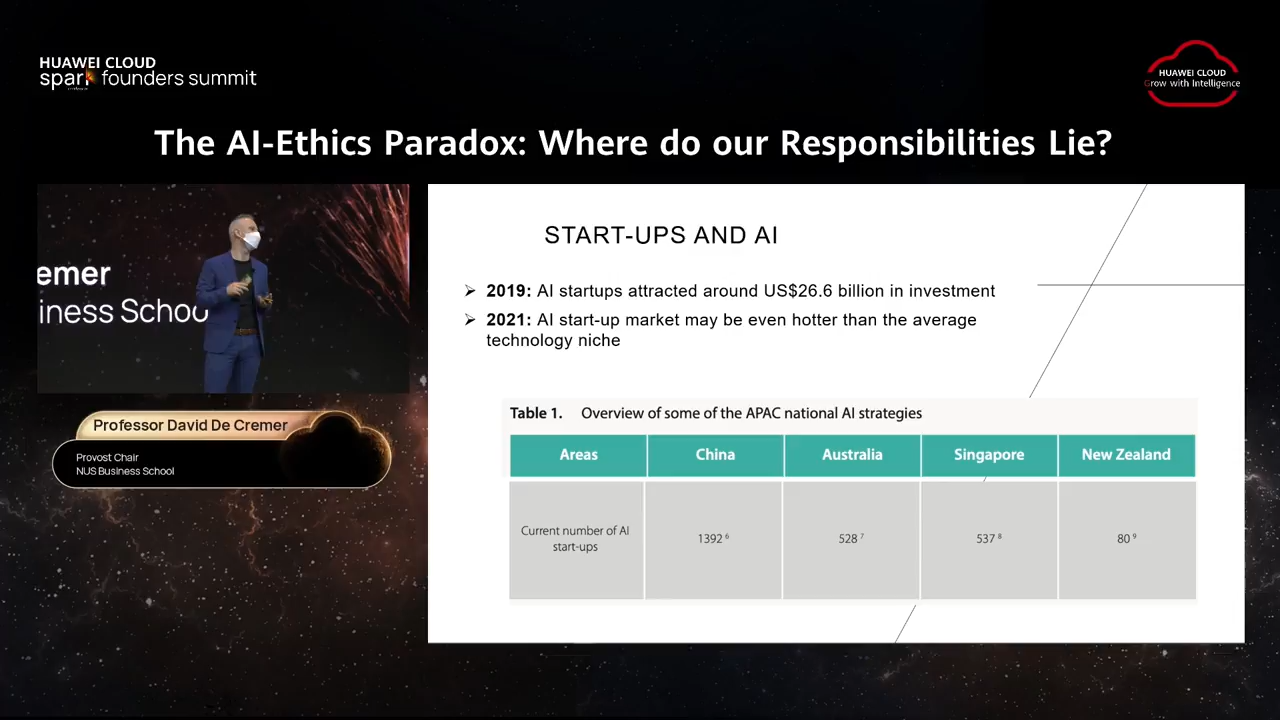 HUAWEI CLOUD
spark founders summit
HUAWEI CLOUD
Grow with Intelligence
The AI-Ethics Paradox: Where do our Responsibilities Lie?
emer
iness Schoo
Professor David De Cremer
Provost Chair
NUS Business School
START-UPS AND AI
➢ 2019: AI startups attracted around US$26.6 billion in investment
➢ 2021: AI start-up market may be even hotter than the average
technology niche
Table 1. Overview of some of the APAC national AI strategies
Areas China Australia Singapore New Zealand
Current number of AI
start-ups 1392 ⁶ 528 ⁷ 537 ⁸ 80 ⁹